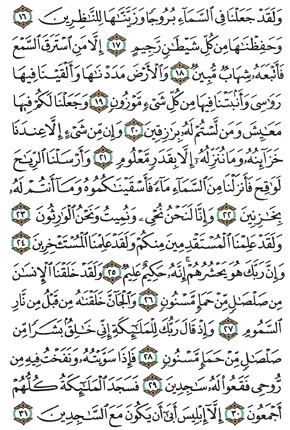 وَلَقَدْ جَعَلْنَا فِى ٱلسَّمَآءِ بُرُوجًا وَزَيَّنَّـٰهَا لِلنَّـٰظِرِينَ ١٦
وَحَفِظْنَـٰهَا مِن كُلِّ شَيْطَـٰنٍ رَّجِيمٍ ١٧ إِلَّا مَنِ ٱسْتَرَقَ ٱلسَّمْعَ
فَأَتْبَعَهُۥ شِهَابٌ مُّبِينٌ ١٨ وَٱلْأَرْضَ مَدَدْنَـٰهَا وَأَلْقَيْنَا فِيهَا
رَوَٰسِىَ وَأَنۢبَتْنَا فِيهَا مِن كُلِّ شَىْءٍ مَّوْزُونٍ ١٩ وَجَعَلْنَا لَكُمْ فِيهَا
مَعَـٰيِشَ وَمَن لَّسْتُمْ لَهُۥ بِرَٰزِقِينَ ٢٠ وَإِن مِّن شَىْءٍ إِلَّا عِندَنَا
خَزَآئِنُهُۥ وَمَا نُنَزِّلُهُۥٓ إِلَّا بِقَدَرٍ مَّعْلُومٍ ٢١ وَأَرْسَلْنَا ٱلرِّيَـٰحَ
لَوَٰقِحَ فَأَنزَلْنَا مِنَ ٱلسَّمَآءِ مَآءً فَأَسْقَيْنَـٰكُمُوهُ وَمَآ أَنتُمْ لَهُۥ
بِخَـٰزِنِينَ ٢٢ وَإِنَّا لَنَحْنُ نُحْىِۦ وَنُمِيتُ وَنَحْنُ ٱلْوَٰرِثُونَ ٢٣
وَلَقَدْ عَلِمْنَا ٱلْمُسْتَقْدِمِينَ مِنكُمْ وَلَقَدْ عَلِمْنَا ٱلْمُسْتَـْٔخِرِينَ ٢٤
وَإِنَّ رَبَّكَ هُوَ يَحْشُرُهُمْ إِنَّهُۥ حَكِيمٌ عَلِيمٌ ٢٥ وَلَقَدْ خَلَقْنَا ٱلْإِنسَـٰنَ
مِن صَلْصَـٰلٍ مِّنْ حَمَإٍ مَّسْنُونٍ ٢٦ وَٱلْجَآنَّ خَلَقْنَـٰهُ مِن قَبْلُ مِن نَّارِ
ٱلسَّمُومِ ٢٧ وَإِذْ قَالَ رَبُّكَ لِلْمَلَـٰٓئِكَةِ إِنِّى خَـٰلِقٌۢ بَشَرًا مِّن
صَلْصَـٰلٍ مِّنْ حَمَإٍ مَّسْنُونٍ ٢٨ فَإِذَا سَوَّيْتُهُۥ وَنَفَخْتُ فِيهِ مِن
رُّوحِى فَقَعُوا۟ لَهُۥ سَـٰجِدِينَ ٢٩ فَسَجَدَ ٱلْمَلَـٰٓئِكَةُ كُلُّهُمْ
أَجْمَعُونَ ٣٠ إِلَّآ إِبْلِيسَ أَبَىٰٓ أَن يَكُونَ مَعَ ٱلسَّـٰجِدِينَ ٣١